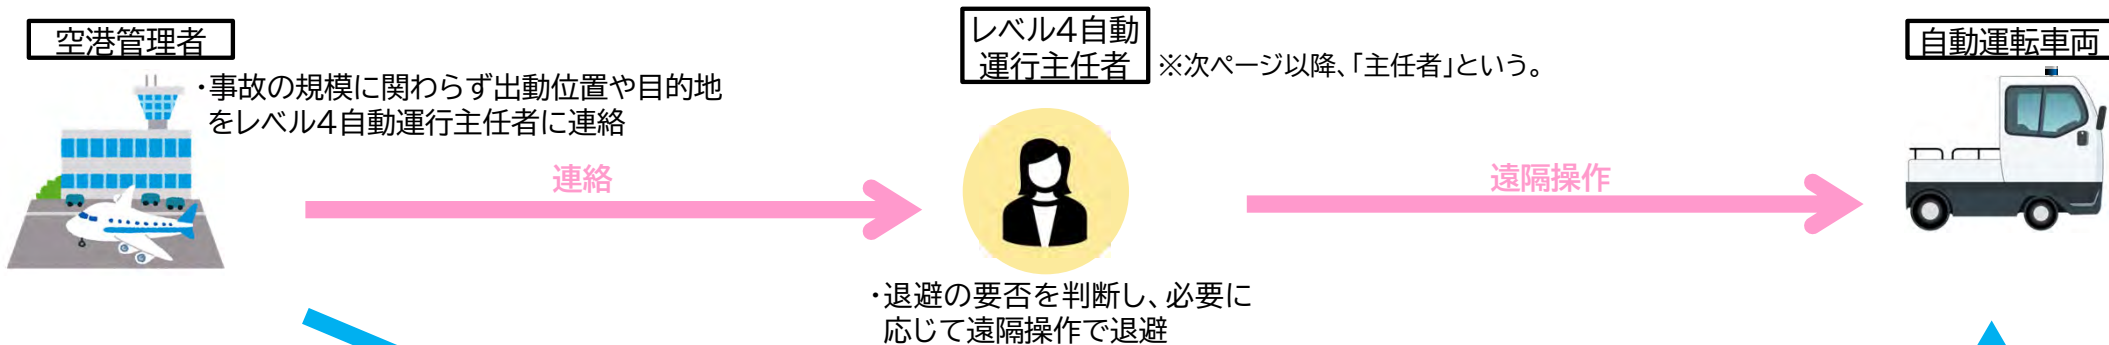 空港管理者
・事故の規模に関わらず出動位置や目的地
をレベル4自動運行主任者に連絡
連絡
レベル4自動
運行主任者
※次ページ以降、「主任者」という。
・退避の要否を判断し、必要に
応じて遠隔操作で退避
遠隔操作
自動運転車両